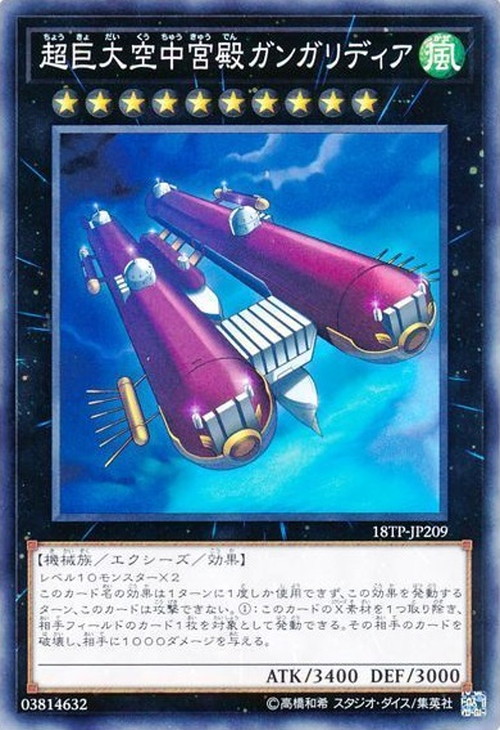 超巨大空中宮殿ガンガリディア 風
18TP-JP209
【機械族／エクシーズ／効果】
レベル10モンスター×2
このカード名の効果は1ターンに1度しか使用できず、この効果を発動する
ターン、このカードは攻撃できない。①：このカードのX素材を1つ取り除き、
相手フィールドのカード1枚を対象として発動できる。その相手のカードを
破壊し、相手に1000ダメージを与える。
ATK/3400 DEF/3000
03814632 ©高橋和希 スタジオ・ダイス/集英社